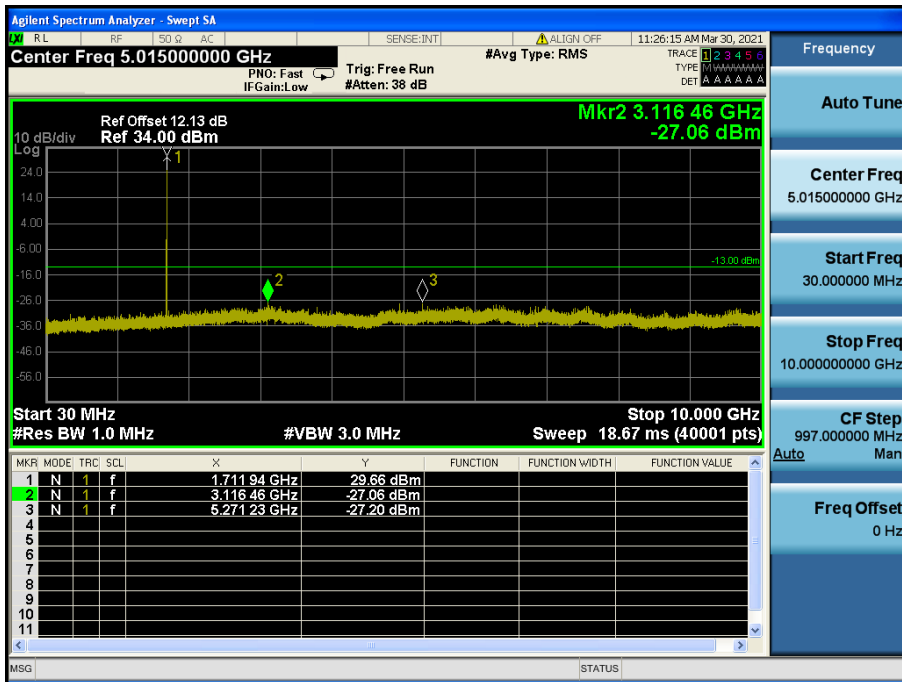 Agilent Spectrum Analyzer - Swept SA
LXI RL RF 50 Ω AC SENSE:INT ALIGN OFF 11:26:15 AM Mar 30, 2021
Center Freq 5.015000000 GHz #Avg Type: RMS TRACE 1 2 3 4 5 6
PNO: Fast Trig: Free Run TYPE M WWWWW
IFGain:Low #Atten: 38 dB DET A A A A A A
Mkr2 3.116 46 GHz
-27.06 dBm
Ref Offset 12.13 dB
10 dB/div Ref 34.00 dBm
Log
1
24.0
14.0
4.00
-6.00
-13.00 dBm
-16.0
2
3
-26.0
-36.0
-46.0
-56.0
Start 30 MHz Stop 10.000 GHz
#Res BW 1.0 MHz #VBW 3.0 MHz Sweep 18.67 ms (40001 pts)
MKR MODE TRC SCL X Y FUNCTION FUNCTION WIDTH FUNCTION VALUE
1 N 1 f 1.711 94 GHz 29.66 dBm
2 N 1 f 3.116 46 GHz -27.06 dBm
3 N 1 f 5.271 23 GHz -27.20 dBm
4
5
6
7
8
9
10
11
MSG STATUS
Frequency
Auto Tune
Center Freq
5.015000000 GHz
Start Freq
30.000000 MHz
Stop Freq
10.000000000 GHz
CF Step
997.000000 MHz
Auto Man
Freq Offset
0 Hz